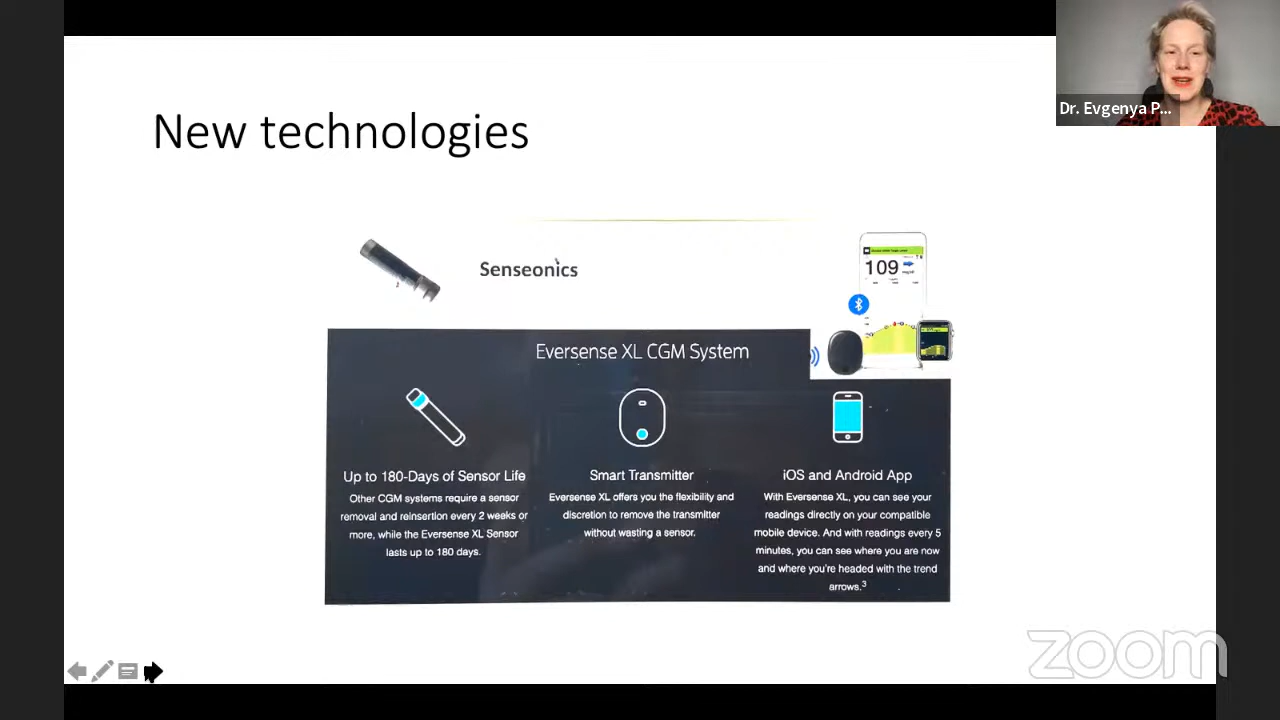 Dr. Evgenya P...
New technologies
Senseonics
109
Eversense XL CGM System
Up to 180-Days of Sensor Life
Other CGM systems require a sensor
removal and reinsertion every 2 weeks or
more, while the Eversense XL Sensor
lasts up to 180 days.
Smart Transmitter
Eversense XL offers you the flexibility and
discretion to remove the transmitter
without wasting a sensor.
iOS and Android App
With Eversense XL, you can see your
readings directly on your compatible
mobile device. And with readings every 5
minutes, you can see where you are now
and where you're headed with the trend
arrows.3
zoom